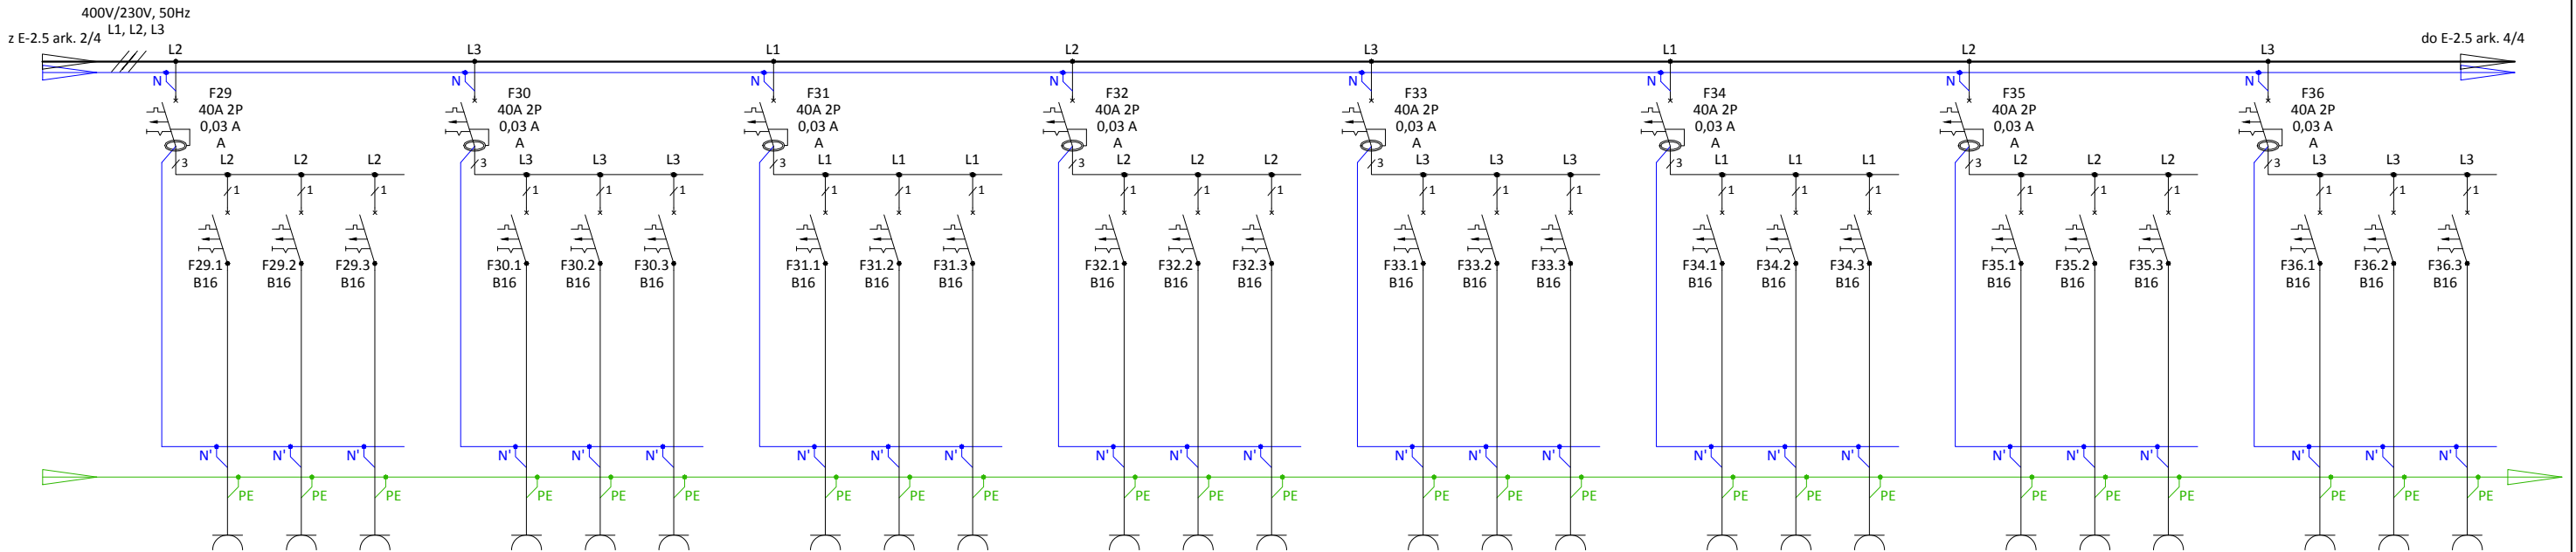 400V/230V, 50Hz
L1, L2, L3
z E-2.5 ark. 2/4
do E-2.5 ark. 4/4
L2 L3 L1 L2 L3 L1 L2 L3
N N N N N N N N
F29 F30 F31 F32 F33 F34 F35 F36
40A 2P 40A 2P 40A 2P 40A 2P 40A 2P 40A 2P 40A 2P 40A 2P
0,03 A 0,03 A 0,03 A 0,03 A 0,03 A 0,03 A 0,03 A 0,03 A
A A A A A A A A
3 3 3 3 3 3 3 3
L2 L2 L2 L3 L3 L3 L1 L1 L1 L2 L2 L2 L3 L3 L3 L1 L1 L1 L2 L2 L2 L3 L3 L3
1 1 1 1 1 1 1 1 1 1 1 1 1 1 1 1 1 1 1 1 1 1 1 1
F29.1 F29.2 F29.3 F30.1 F30.2 F30.3 F31.1 F31.2 F31.3 F32.1 F32.2 F32.3 F33.1 F33.2 F33.3 F34.1 F34.2 F34.3 F35.1 F35.2 F35.3 F36.1 F36.2 F36.3
B16 B16 B16 B16 B16 B16 B16 B16 B16 B16 B16 B16 B16 B16 B16 B16 B16 B16 B16 B16 B16 B16 B16 B16
N' N' N' N' N' N' N' N' N' N' N' N' N' N' N' N' N' N' N' N' N' N' N' N'
PE PE PE PE PE PE PE PE PE PE PE PE PE PE PE PE PE PE PE PE PE PE PE PE